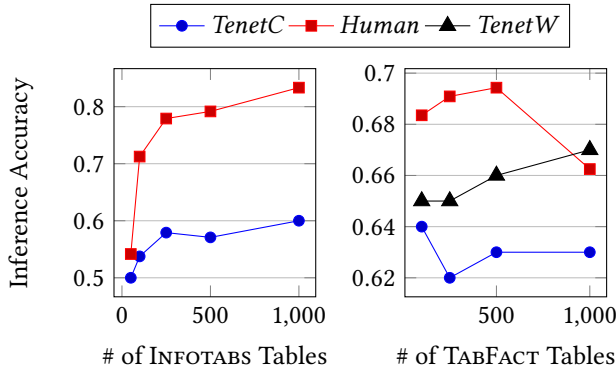 TenetC Human TenetW
Inference Accuracy
0.8
0.7
0.6
0.5
0 500 1,000
# of INFOTABS Tables
0.7
0.68
0.66
0.64
0.62
500 1,000
# of TABFACT Tables